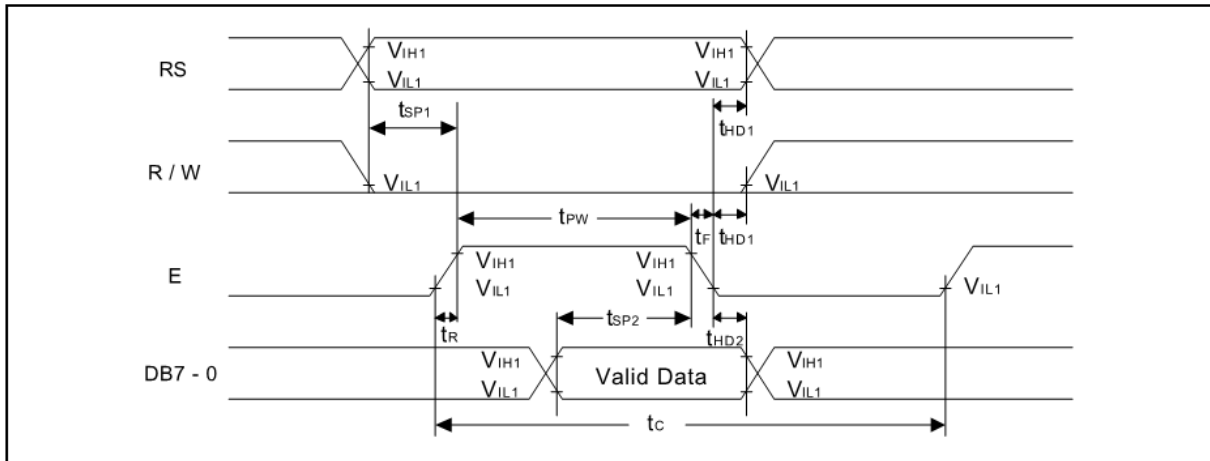 RS
VIH1
VIH1
VIL1
VIL1
tSP1
tHD1
R / W
VIL1
VIL1
tPW
tF
tHD1
E
VIH1
VIH1
VIL1
VIL1
VIL1
tR
tSP2
tHD2
DB7 - 0
VIH1
VIH1
VIL1
Valid Data
VIL1
tC